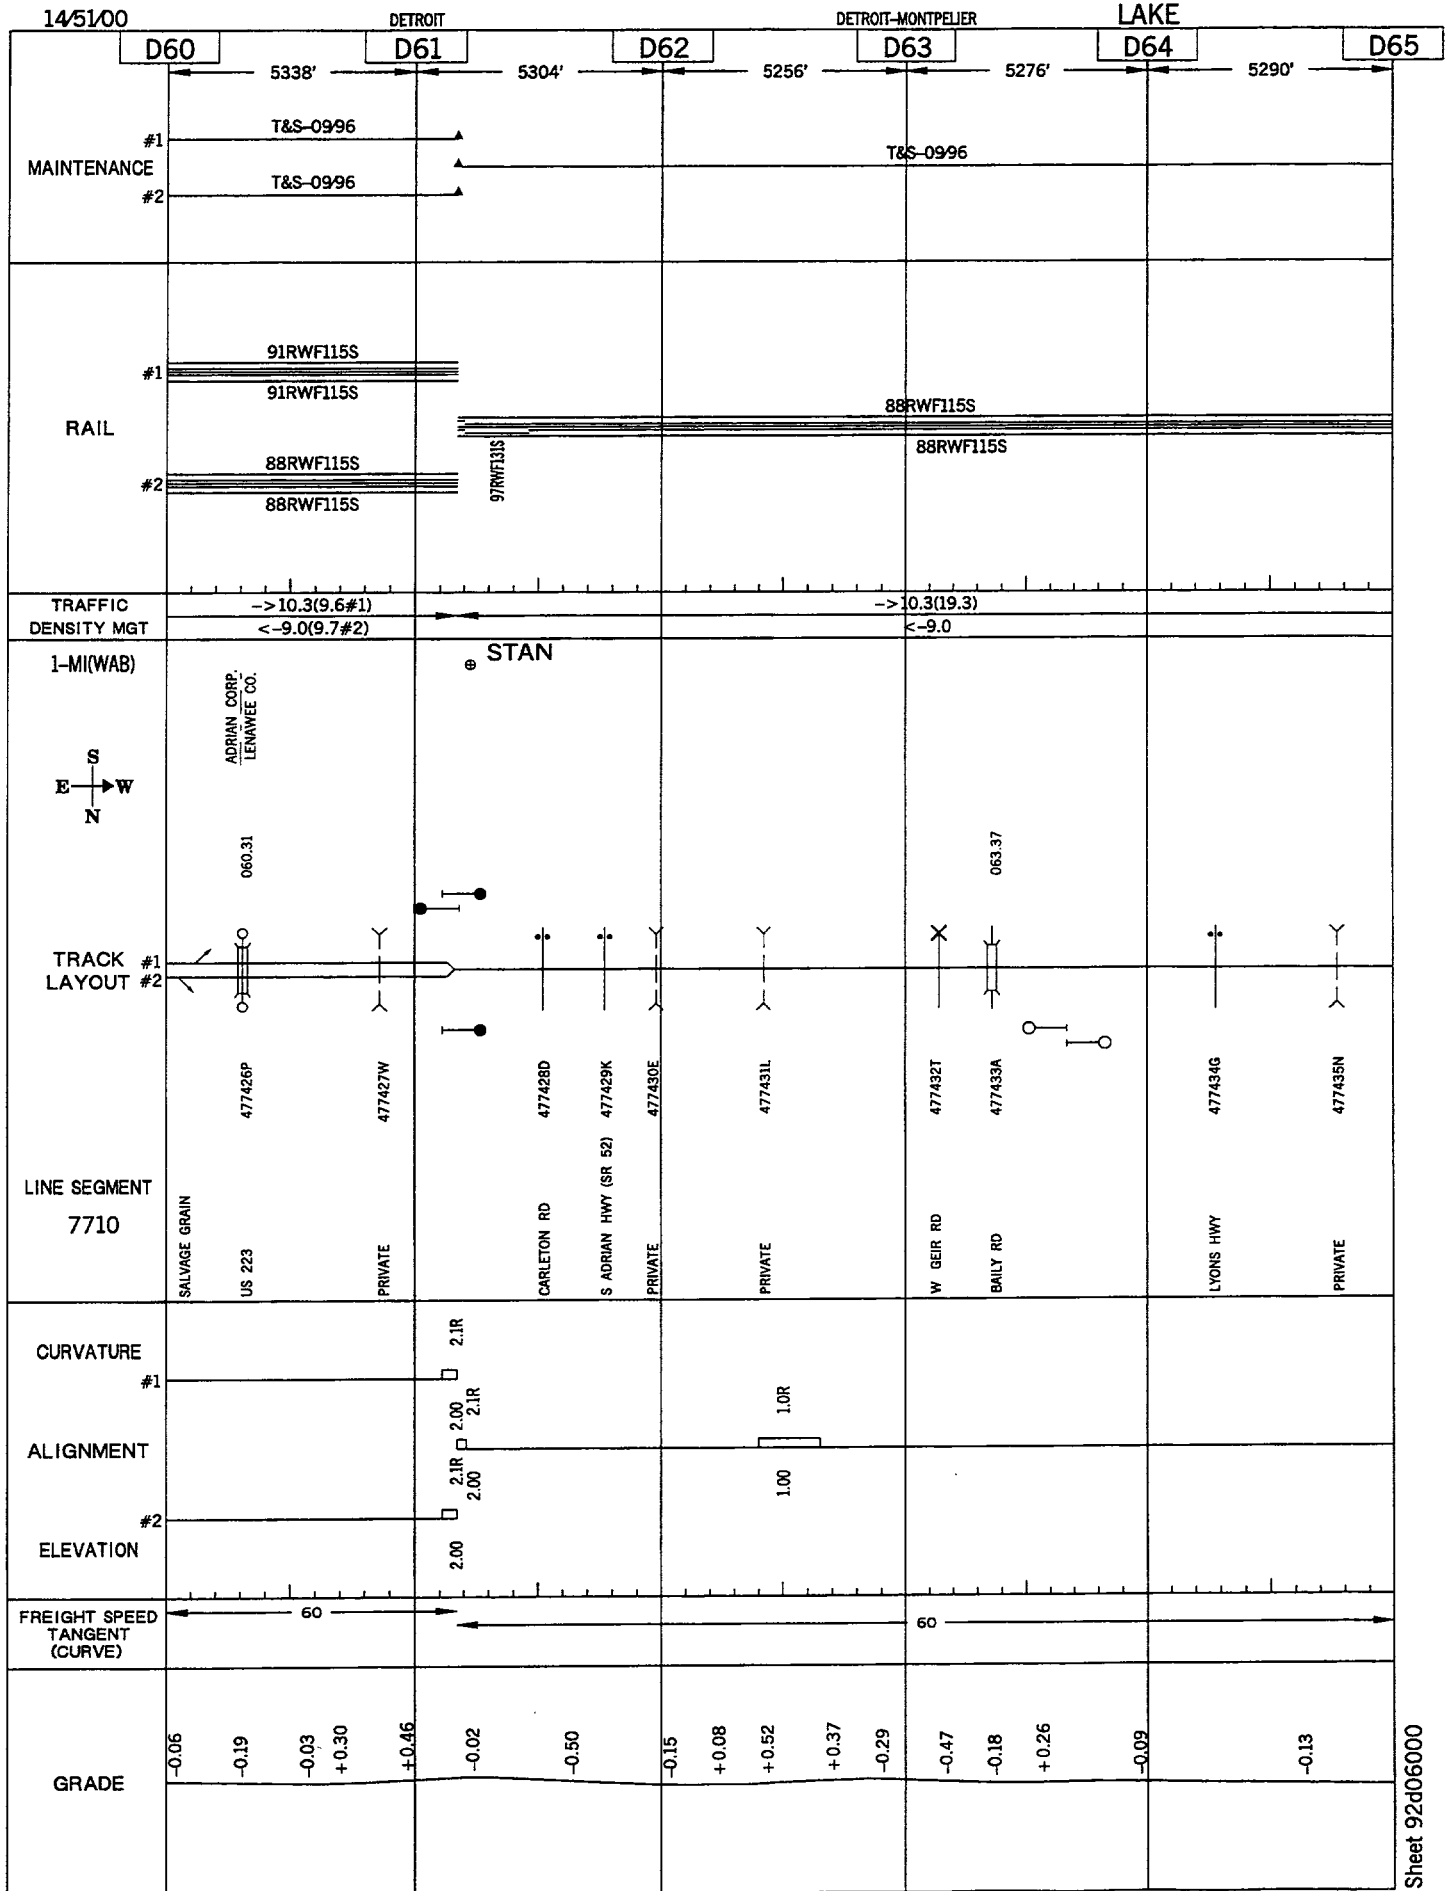 14/51/00 DETROIT DETROIT-MONTPELIER LAKE
D60 D61 D62 D63 D64 D65
5338' 5304' 5256' 5276' 5290'
#1 T&S-09/96
MAINTENANCE T&S-09/96
#2 T&S-09/96
91RWF115S
#1
91RWF115S
88RWF115S
RAIL
88RWF115S
97RWF131S
88RWF115S
#2
88RWF115S
TRAFFIC ->10.3(9.6#1) ->10.3(19.3)
DENSITY MGT <-9.0(9.7#2) <-9.0
1-MI(WAB) STAN
ADRIAN CORP.
LENAWEE CO.
S
E W
N
060.31 063.37
TRACK #1
LAYOUT #2
477426P 477427W 477428D 477429K 477430E 477431L 477432T 477433A 477434G 477435N
LINE SEGMENT
7710
SALVAGE GRAIN US 223 PRIVATE CARLETON RD S ADRIAN HWY (SR 52) PRIVATE PRIVATE W GEIR RD BAILY RD LYONS HWY PRIVATE
CURVATURE 2.1R
#1
2.00 2.1R 1.0R
ALIGNMENT
2.1R 2.00 1.00
#2
ELEVATION 2.00
FREIGHT SPEED 60 60
TANGENT
(CURVE)
GRADE -0.06 -0.19 -0.03 +0.30 +0.46 -0.02 -0.50 -0.15 +0.08 +0.52 +0.37 -0.29 -0.47 -0.18 +0.26 -0.09 -0.13
Sheet 92d06000